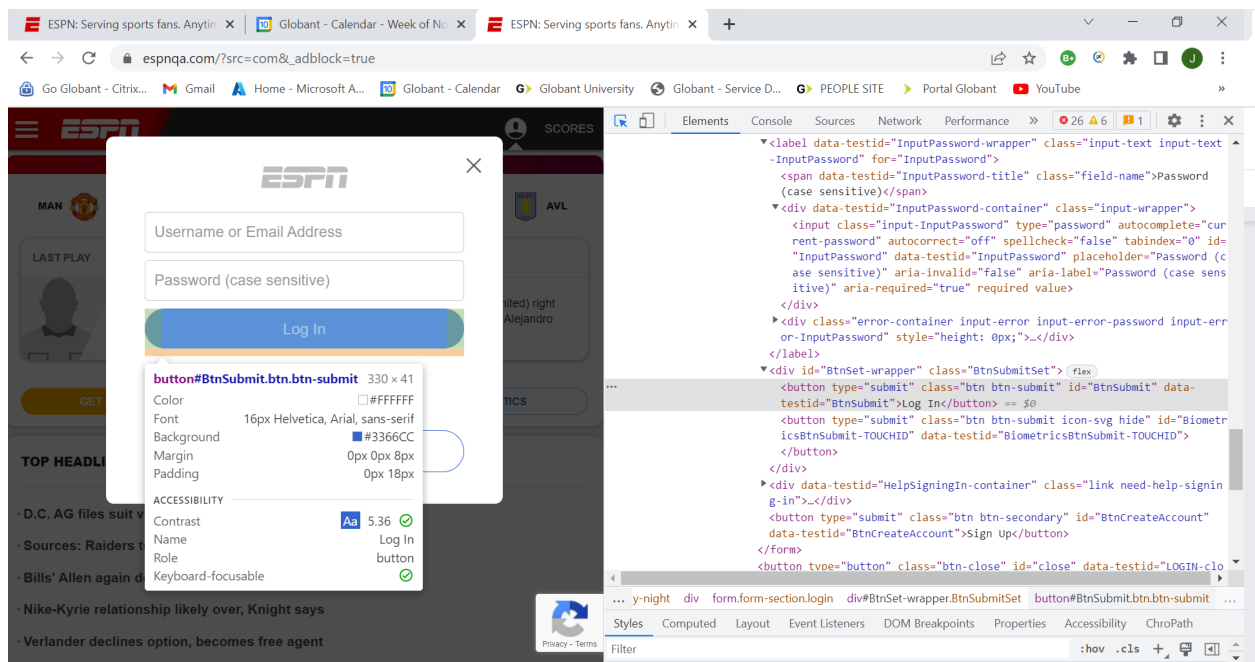 ESPN: Serving sports fans. Anytin
Globant - Calendar - Week of No
ESPN: Serving sports fans. Anytin
espnqa.com/?src=com&_adblock=true
B+
J
Go Globant - Citrix...
Gmail
Home - Microsoft A...
10 Globant - Calendar
G> Globant University
Globant - Service D...
G> PEOPLE SITE
Portal Globant
YouTube
»
ESPN
SCORES
MAN
AVL
LAST PLAY
nited) right
Alejandro
GET
TICS
TOP HEADLI
· D.C. AG files suit v
· Sources: Raiders t
· Bills' Allen again d
· Nike-Kyrie relationship likely over, Knight says
· Verlander declines option, becomes free agent
ESPN
Username or Email Address
Password (case sensitive)
Log In
button#BtnSubmit.btn.btn-submit 330 × 41
Color #FFFFFF
Font 16px Helvetica, Arial, sans-serif
Background #3366CC
Margin 0px 0px 8px
Padding 0px 18px
ACCESSIBILITY
Contrast Aa 5.36
Name Log In
Role button
Keyboard-focusable
Privacy - Terms
Elements Console Sources Network Performance » 26 6 1
<label data-testid="InputPassword-wrapper" class="input-text input-text
-InputPassword" for="InputPassword">
<span data-testid="InputPassword-title" class="field-name">Password
(case sensitive)</span>
<div data-testid="InputPassword-container" class="input-wrapper">
<input class="input-InputPassword" type="password" autocomplete="cur
rent-password" autocorrect="off" spellcheck="false" tabindex="0" id=
"InputPassword" data-testid="InputPassword" placeholder="Password (c
ase sensitive)" aria-invalid="false" aria-label="Password (case sens
itive)" aria-required="true" required value>
</div>
<div class="error-container input-error input-error-password input-err
or-InputPassword" style="height: 0px;">…</div>
</label>
<div id="BtnSet-wrapper" class="BtnSubmitSet"> flex
... <button type="submit" class="btn btn-submit" id="BtnSubmit" data-
testid="BtnSubmit">Log In</button> == $0
<button type="submit" class="btn btn-submit icon-svg hide" id="Biometr
icsBtnSubmit-TOUCHID" data-testid="BiometricsBtnSubmit-TOUCHID">
</button>
</div>
<div data-testid="HelpSigningIn-container" class="link need-help-signin
g-in">…</div>
<button type="submit" class="btn btn-secondary" id="BtnCreateAccount"
data-testid="BtnCreateAccount">Sign Up</button>
</form>
<button type="button" class="btn-close" id="close" data-testid="LOGIN-clo
... y-night div form.form-section.login div#BtnSet-wrapper.BtnSubmitSet button#BtnSubmit.btn.btn-submit ...
Styles Computed Layout Event Listeners DOM Breakpoints Properties Accessibility ChroPath
Filter :hov .cls +